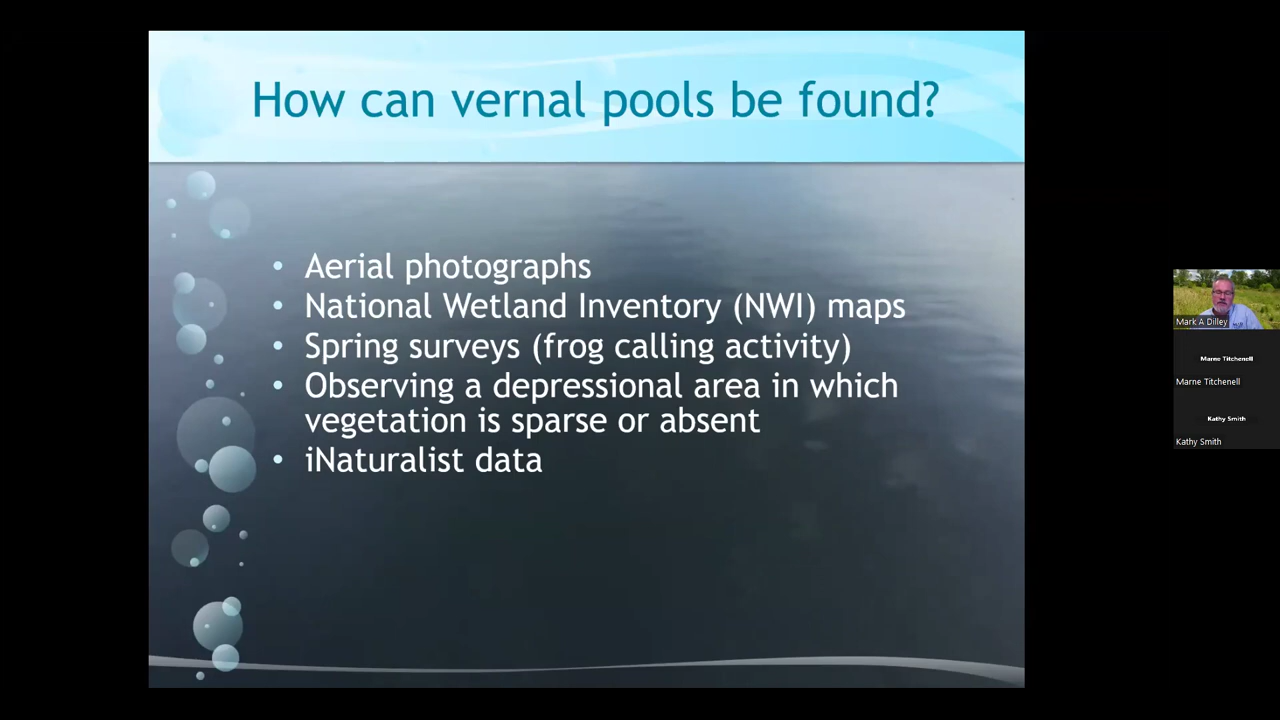 How can vernal pools be found?
• Aerial photographs
• National Wetland Inventory (NWI) maps
• Spring surveys (frog calling activity)
• Observing a depressional area in which
vegetation is sparse or absent
• iNaturalist data
Mark A Dilley
Marne Titchenell
Marne Titchenell
Kathy Smith
Kathy Smith